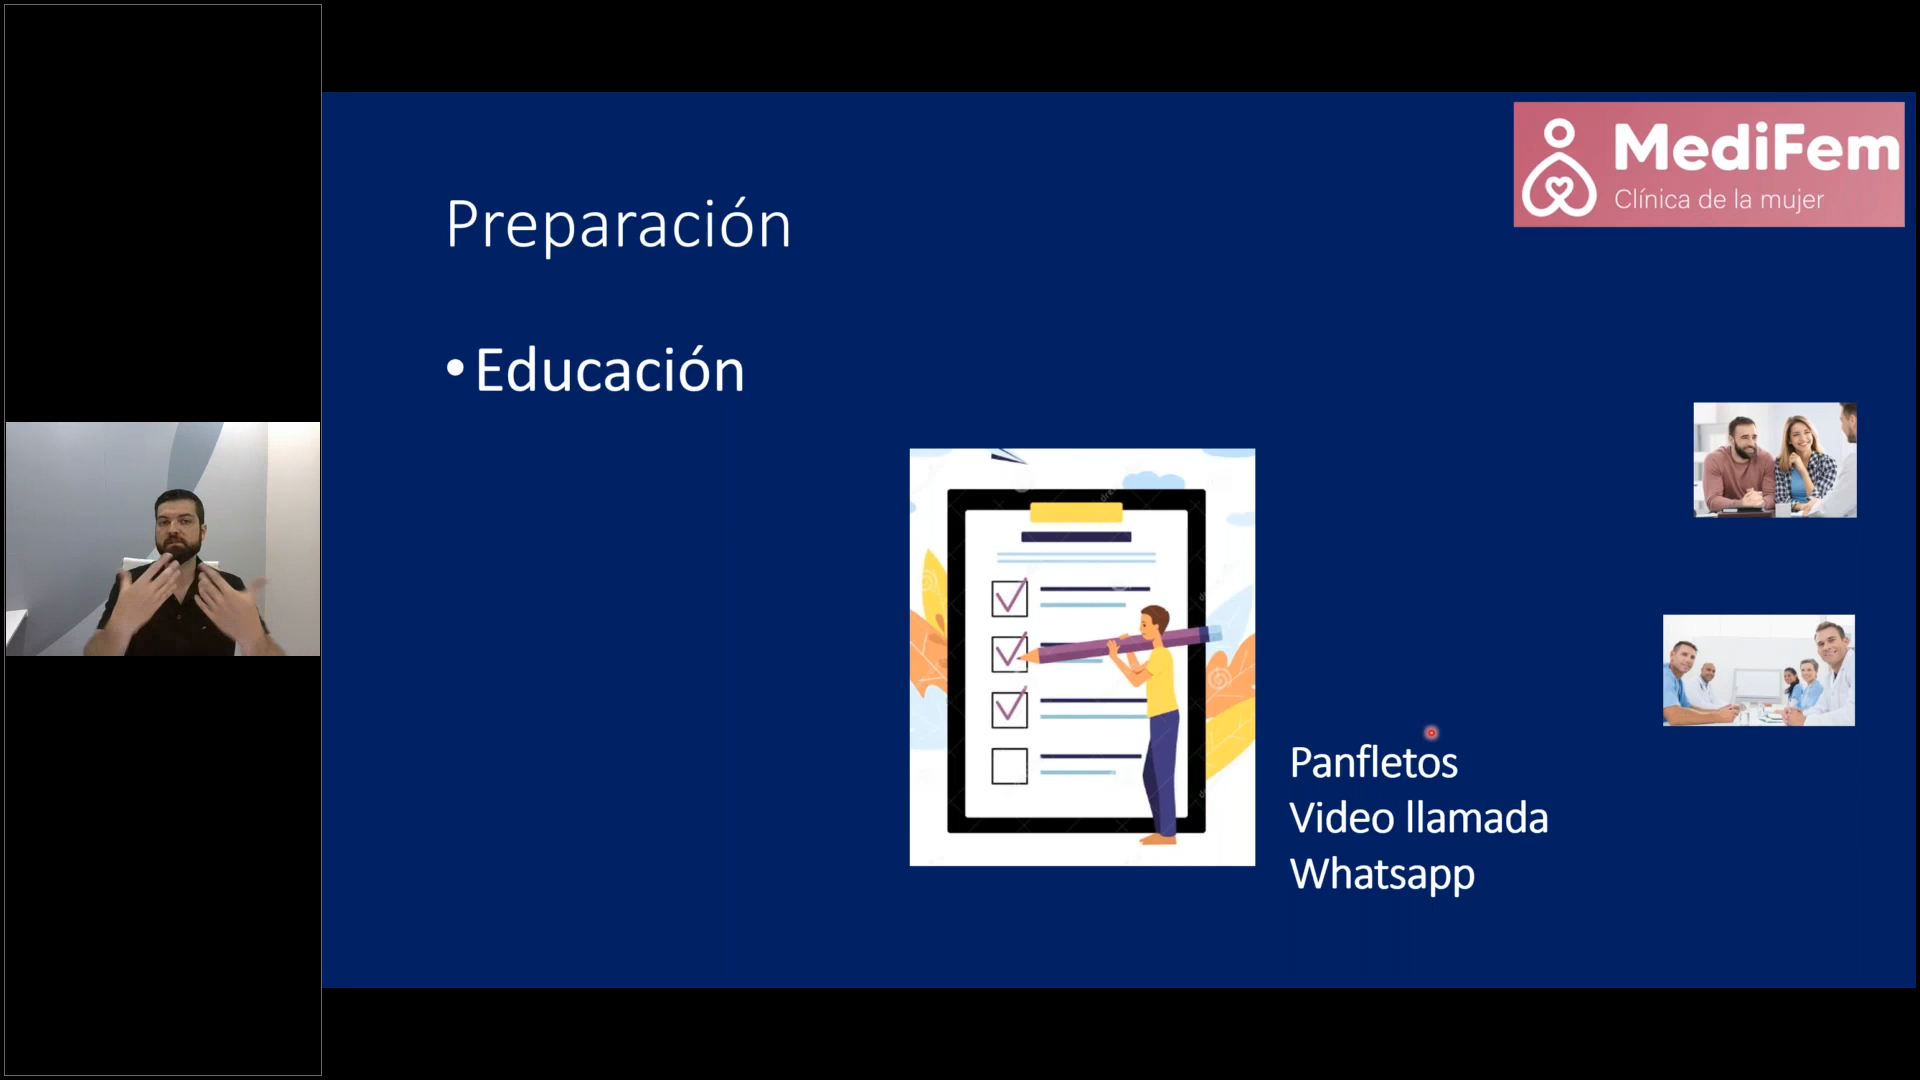 MediFem
Clínica de la mujer
Preparación
• Educación
Panfletos
Video llamada
Whatsapp